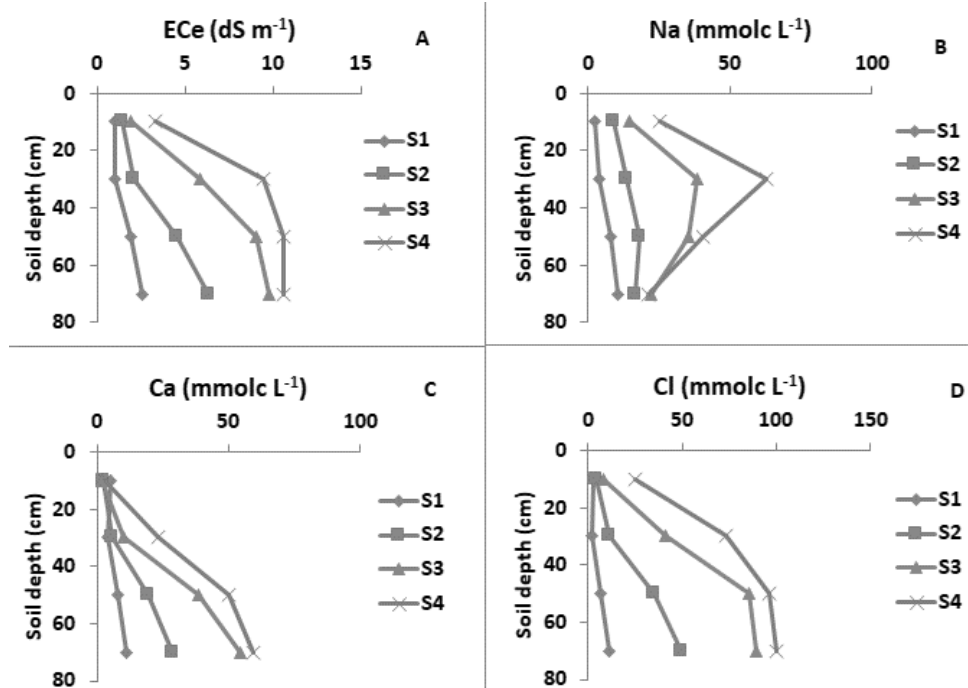 ECe (dS m⁻¹)
A
0 5 10 15
0
20
40
60
80
Soil depth (cm)
S1
S2
S3
S4
Na (mmolc L⁻¹)
B
0 50 100
0
20
40
60
80
Soil depth (cm)
S1
S2
S3
S4
Ca (mmolc L⁻¹)
C
0 50 100
0
20
40
60
80
Soil depth (cm)
S1
S2
S3
S4
Cl (mmolc L⁻¹)
D
0 50 100 150
0
20
40
60
80
Soil depth (cm)
S1
S2
S3
S4